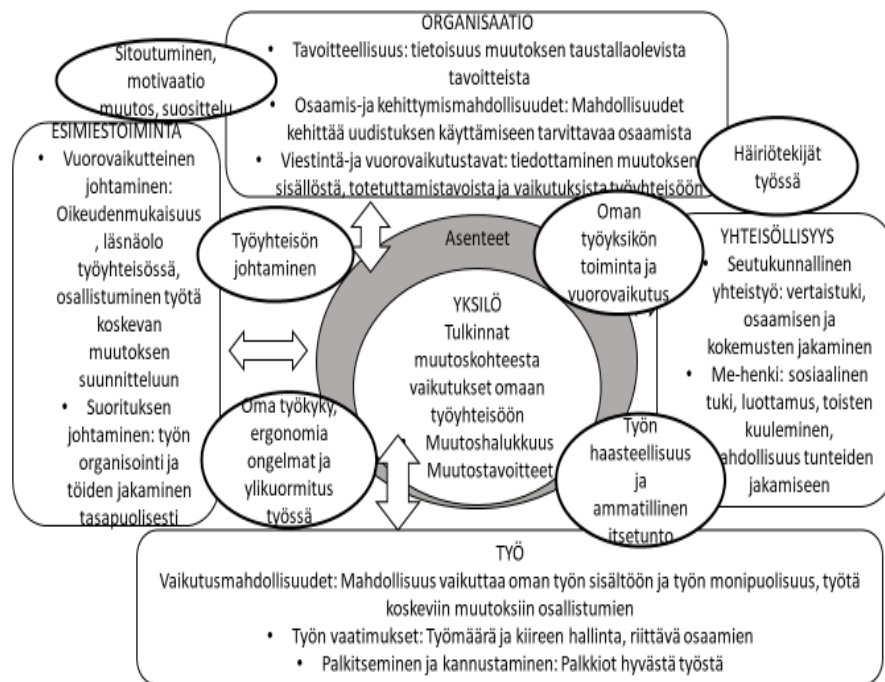 ORGANISAATIO
• Tavoitteellisuus: tietoisuus muutoksen taustallaolevista
tavoitteista
• Osaamis-ja kehittymismahdollisuudet: Mahdollisuudet
kehittää uudistuksen käyttämiseen tarvittavaa osaamista
• Viestintä-ja vuorovaikutustavat: tiedottaminen muutoksen
sisällöstä, totetuttamistavoista ja vaikutuksista työyhteisöön
Sitoutuminen,
motivaatio
muutos, suosittelu
ESIMIESTOIMINTA
• Vuorovaikutteinen
johtaminen:
Oikeudenmukaisuus
, läsnäolo
työyhteisössä,
osallistuminen työtä
koskevan
muutoksen
suunnitteluun
• Suorituksen
johtaminen: työn
organisointi ja
töiden jakaminen
tasapuolisesti
Häiriötekijät
työssä
Työyhteisön
johtaminen
Asenteet
Oman
työyksikön
toiminta ja
vuorovaikutus
YHTEISÖLLISYYS
• Seutukunnallinen
yhteistyö: vertaistuki,
osaamisen ja
kokemusten jakaminen
• Me-henki: sosiaalinen
tuki, luottamus, toisten
kuuleminen,
ahdollisuus tunteiden
jakamiseen
YKSILÖ
Tulkinnat
muutoskohteesta
vaikutukset omaan
työyhteisöön
• Muutoshalukkuus
Muutostavoitteet
Oma työkyky,
ergonomia
ongelmat ja
ylikuormitus
työssä
Työn
haasteellisuus
ja
ammatillinen
itsetunto
TYÖ
Vaikutusmahdollisuudet: Mahdollisuus vaikuttaa oman työn sisältöön ja työn monipuolisuus, työtä
koskeviin muutoksiin osallistumien
• Työn vaatimukset: Työmäärä ja kiireen hallinta, riittävä osaamien
• Palkitseminen ja kannustaminen: Palkkiot hyvästä työstä